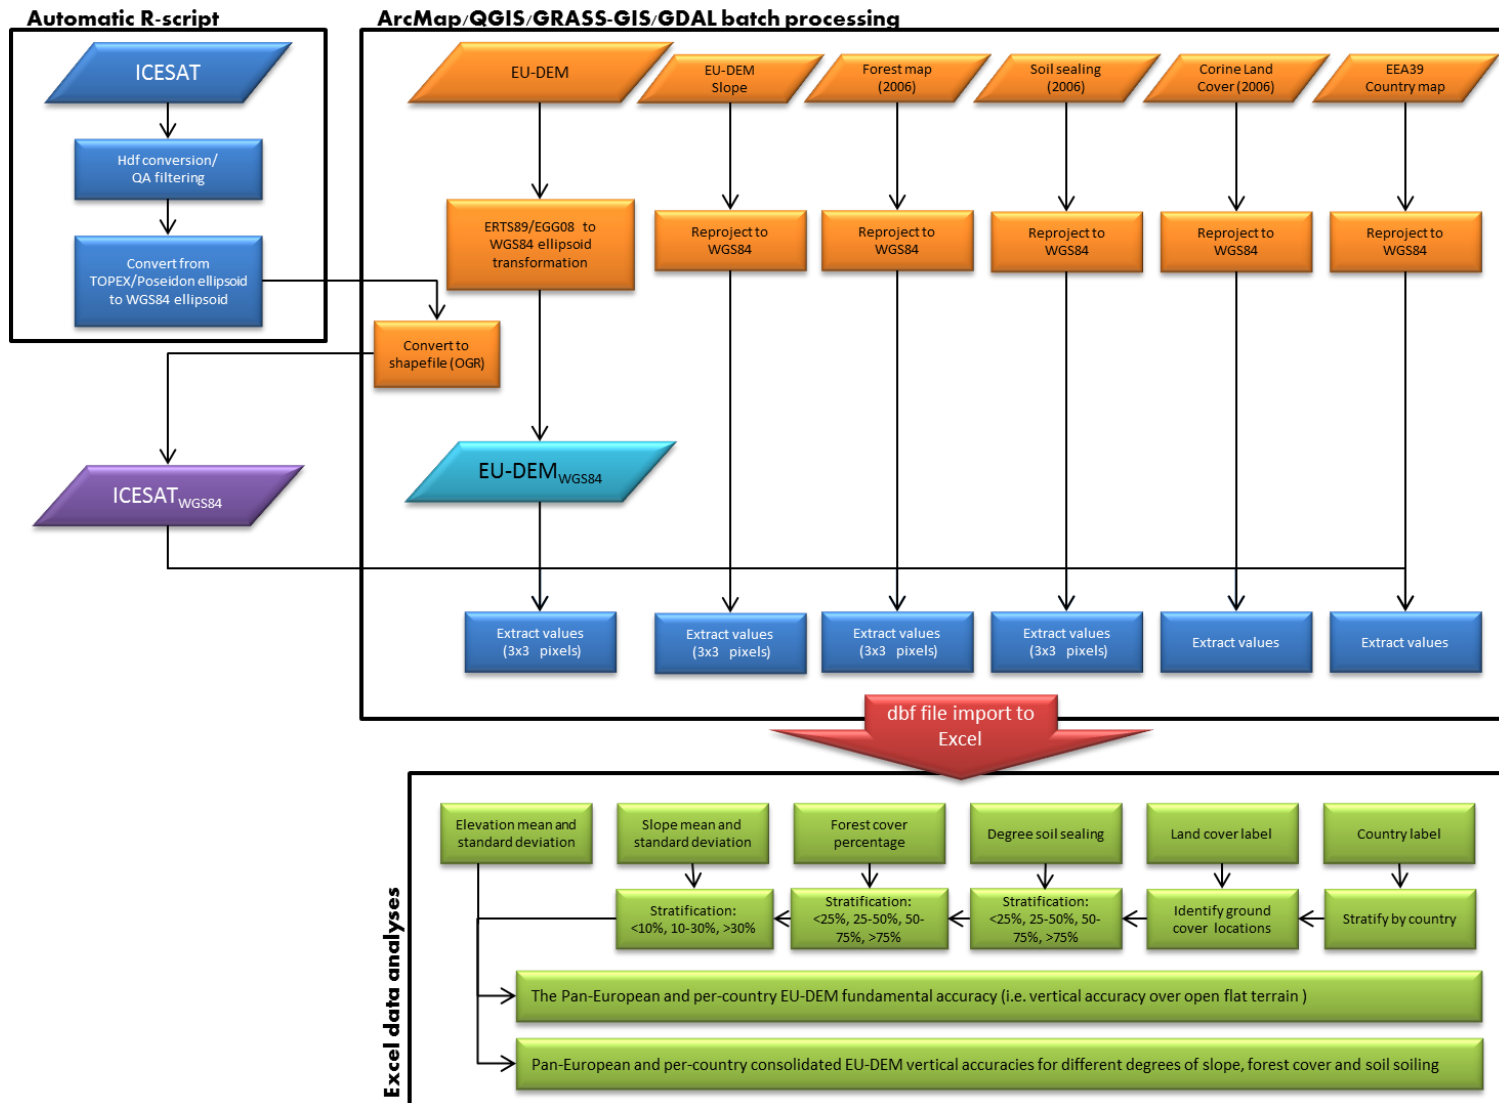 Automatic R-script
ArcMap/QGIS/GRASS-GIS/GDAL batch processing
ICESAT
Hdf conversion/
QA filtering
Convert from
TOPEX/Poseidon ellipsoid
to WGS84 ellipsoid
EU-DEM
EU-DEM
Slope
Forest map
(2006)
Soil sealing
(2006)
Corine Land
Cover (2006)
EEA39
Country map
ERTS89/EGG08 to
WGS84 ellipsoid
transformation
Reproject to
WGS84
Reproject to
WGS84
Reproject to
WGS84
Reproject to
WGS84
Reproject to
WGS84
Convert to
shapefile (OGR)
ICESATWGS84
EU-DEMWGS84
Extract values
(3x3 pixels)
Extract values
(3x3 pixels)
Extract values
(3x3 pixels)
Extract values
(3x3 pixels)
Extract values
Extract values
dbf file import to
Excel
Excel data analyses
Elevation mean and
standard deviation
Slope mean and
standard deviation
Forest cover
percentage
Degree soil sealing
Land cover label
Country label
Stratification:
<10%, 10-30%, >30%
Stratification:
<25%, 25-50%, 50-
75%, >75%
Stratification:
<25%, 25-50%, 50-
75%, >75%
Identify ground
cover locations
Stratify by country
The Pan-European and per-country EU-DEM fundamental accuracy (i.e. vertical accuracy over open flat terrain )
Pan-European and per-country consolidated EU-DEM vertical accuracies for different degrees of slope, forest cover and soil soiling